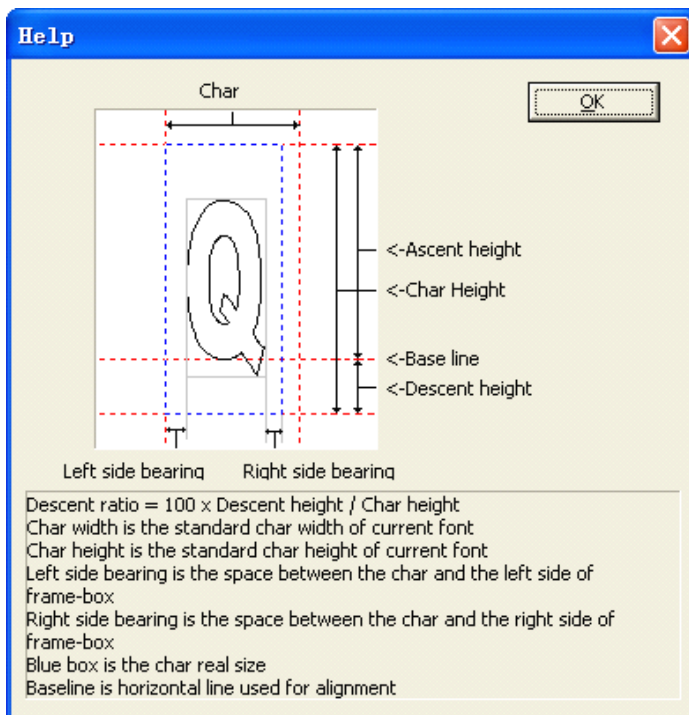 Help
Char
OK
<-Ascent height
<-Char Height
<-Base line
<-Descent height
Left side bearing Right side bearing
Descent ratio = 100 x Descent height / Char height
Char width is the standard char width of current font
Char height is the standard char height of current font
Left side bearing is the space between the char and the left side of
frame-box
Right side bearing is the space between the char and the right side of
frame-box
Blue box is the char real size
Baseline is horizontal line used for alignment